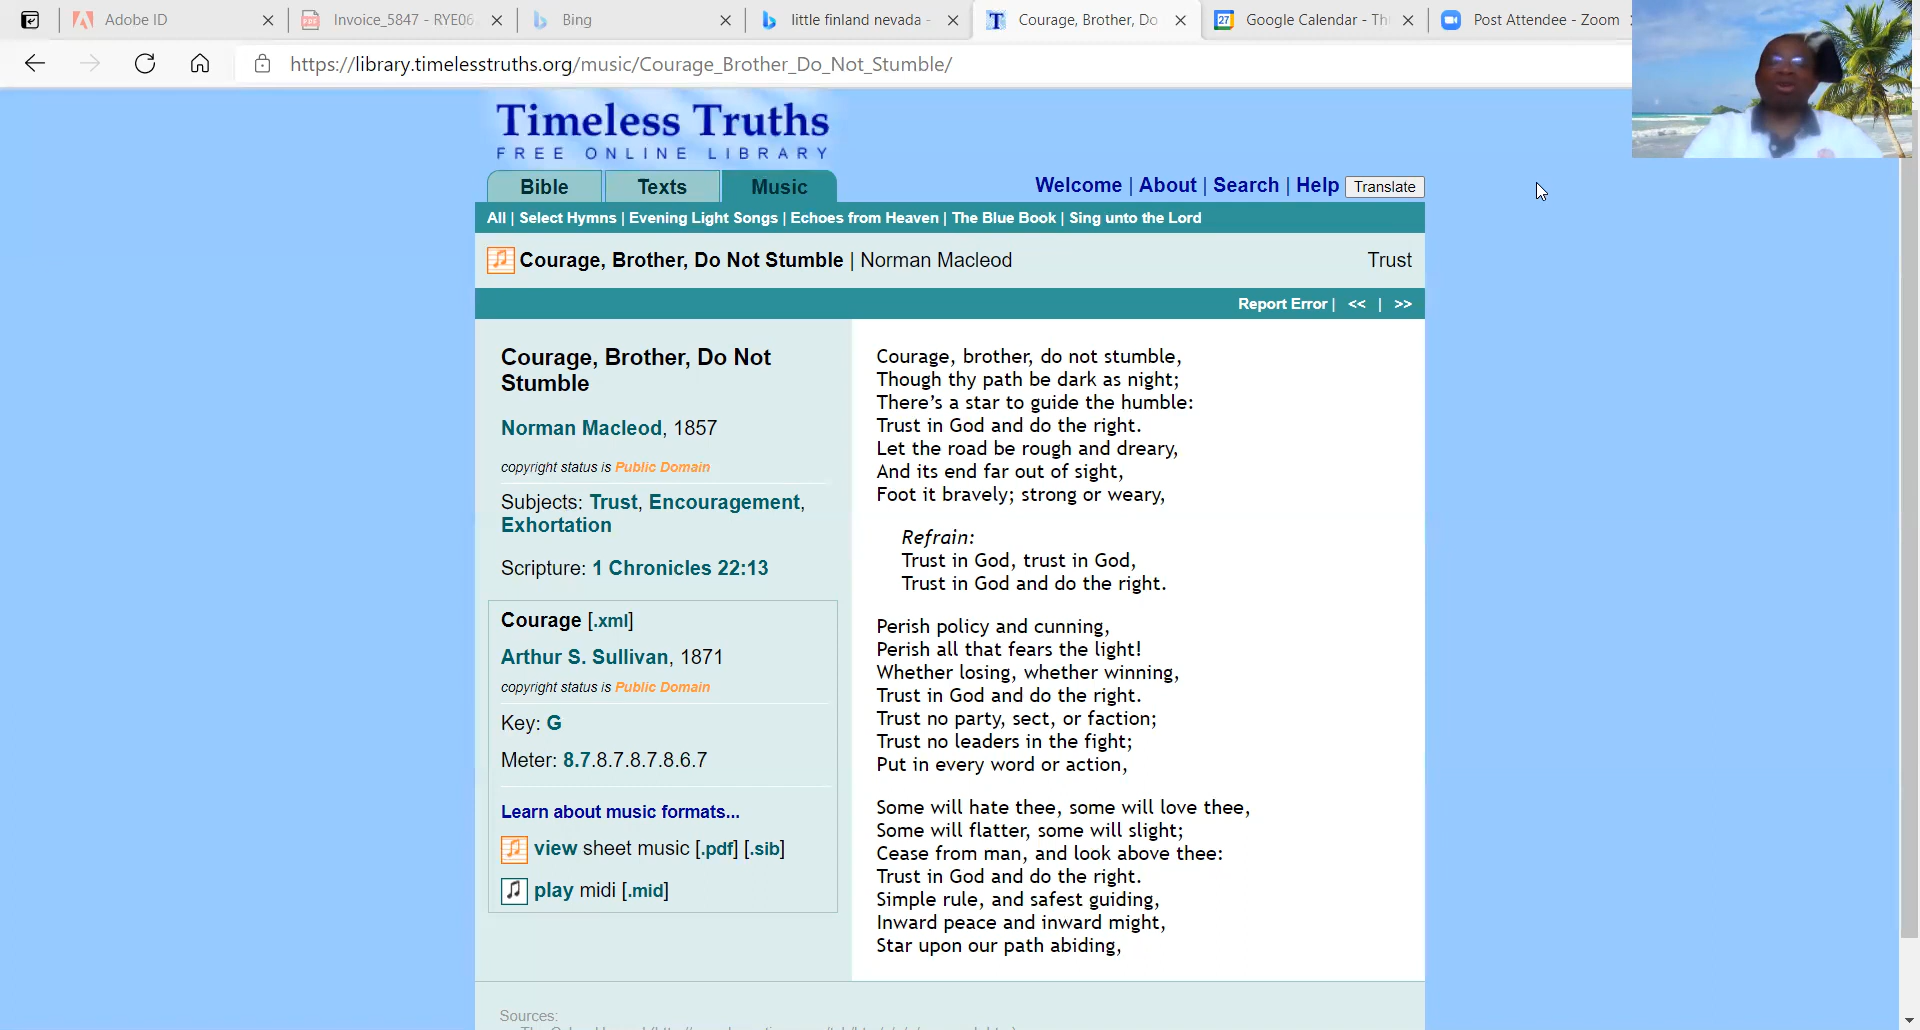 Adobe ID
Invoice_5847 - RYE06
Bing
little finland nevada -
Courage, Brother, Do
Google Calendar - Th
Post Attendee - Zoom
https://library.timelesstruths.org/music/Courage_Brother_Do_Not_Stumble/
Timeless Truths
FREE ONLINE LIBRARY
Bible
Texts
Music
Welcome | About | Search | Help
Translate
All | Select Hymns | Evening Light Songs | Echoes from Heaven | The Blue Book | Sing unto the Lord
Courage, Brother, Do Not Stumble | Norman Macleod
Trust
Report Error | << | >>
Courage, Brother, Do Not
Stumble
Norman Macleod, 1857
copyright status is Public Domain
Subjects: Trust, Encouragement,
Exhortation
Scripture: 1 Chronicles 22:13
Courage [.xml]
Arthur S. Sullivan, 1871
copyright status is Public Domain
Key: G
Meter: 8.7.8.7.8.7.8.6.7
Learn about music formats...
view sheet music [.pdf] [.sib]
play midi [.mid]
Courage, brother, do not stumble,
Though thy path be dark as night;
There’s a star to guide the humble:
Trust in God and do the right.
Let the road be rough and dreary,
And its end far out of sight,
Foot it bravely; strong or weary,
Refrain:
Trust in God, trust in God,
Trust in God and do the right.
Perish policy and cunning,
Perish all that fears the light!
Whether losing, whether winning,
Trust in God and do the right.
Trust no party, sect, or faction;
Trust no leaders in the fight;
Put in every word or action,
Some will hate thee, some will love thee,
Some will flatter, some will slight;
Cease from man, and look above thee:
Trust in God and do the right.
Simple rule, and safest guiding,
Inward peace and inward might,
Star upon our path abiding,
Sources: